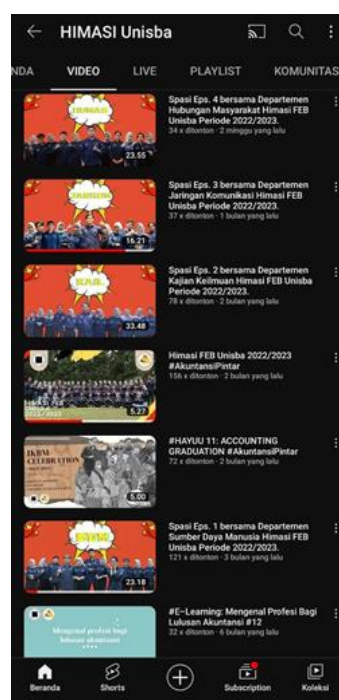 HIMASI Unisba
NDA VIDEO LIVE PLAYLIST KOMUNITAS
HUMAS
23.55
Spasi Eps. 4 bersama Departemen
Hubungan Masyarakat Himasi FEB
Unisba Periode 2022/2023.
34 x ditonton · 2 minggu yang lalu
16.21
Spasi Eps. 3 bersama Departemen
Jaringan Komunikasi Himasi FEB
Unisba Periode 2022/2023.
37 x ditonton · 1 bulan yang lalu
33.48
Spasi Eps. 2 bersama Departemen
Kajian Keilmuan Himasi FEB Unisba
Periode 2022/2023.
78 x ditonton · 2 bulan yang lalu
5.27
Himasi FEB Unisba 2022/2023
#AkuntansiPintar
156 x ditonton · 2 bulan yang lalu
IKBM
CELEBRATION
5.00
#HAYUU 11: ACCOUNTING
GRADUATION #AkuntansiPintar
72 x ditonton · 2 bulan yang lalu
23.18
Spasi Eps. 1 bersama Departemen
Sumber Daya Manusia Himasi FEB
Unisba Periode 2022/2023.
121 x ditonton · 3 bulan yang lalu
Mengenal profesi bagi
lulusan akuntansi
#E-Learning: Mengenal Profesi Bagi
Lulusan Akuntansi #12
32 x ditonton · 6 bulan yang lalu
Beranda Shorts Subscription Koleksi